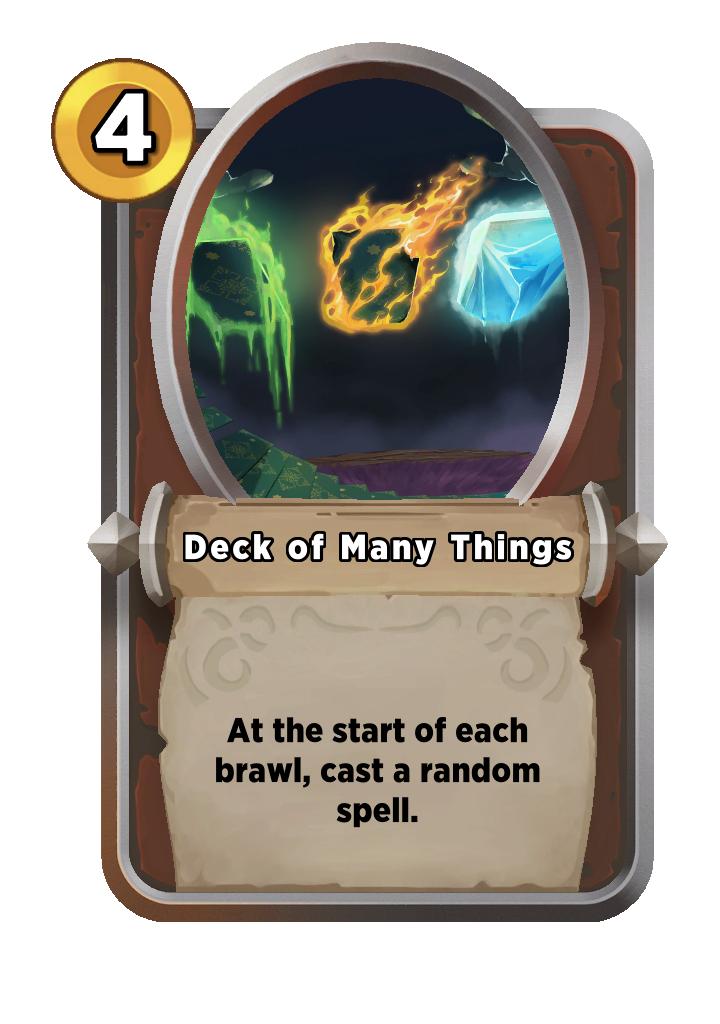 4
Deck of Many Things
At the start of each
brawl, cast a random
spell.